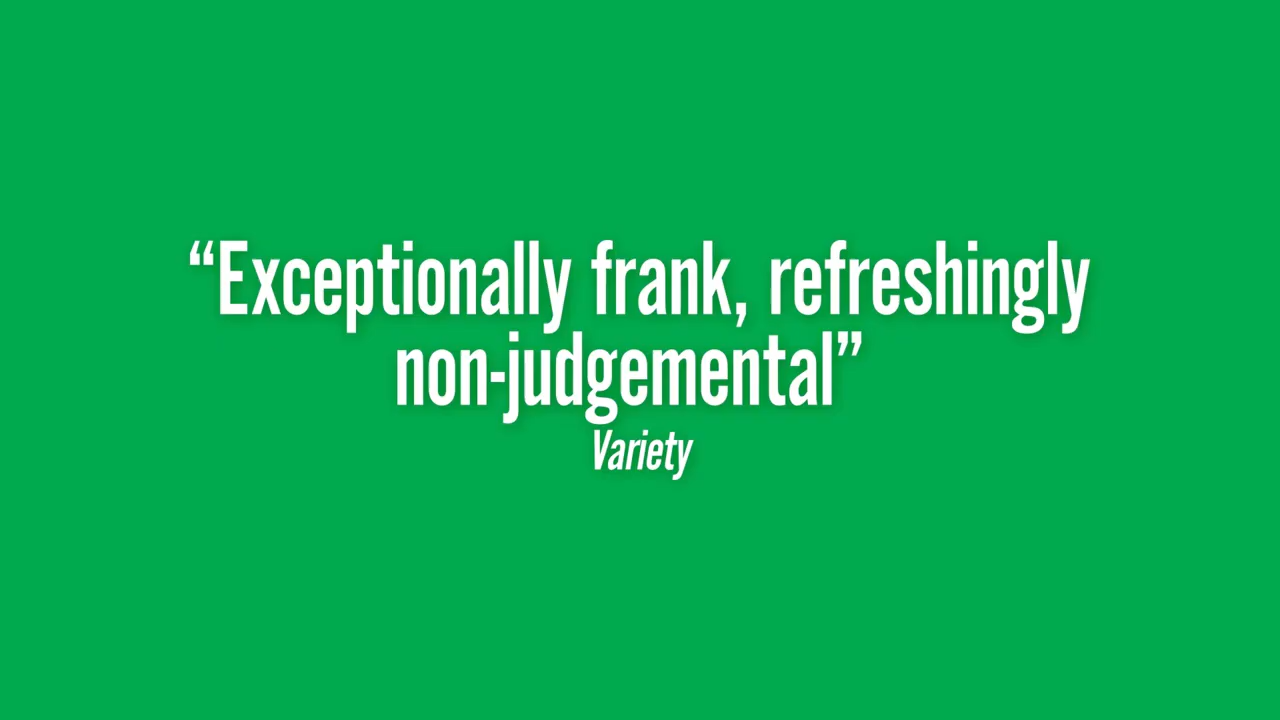 “Exceptionally frank, refreshingly
non-judgemental”
Variety